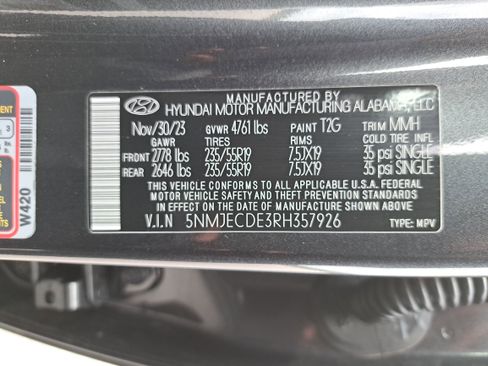 MANUFACTURED BY
HYUNDAI MOTOR MANUFACTURING ALABAMA, LLC
Nov/30/23 GVWR 4761 lbs PAINT T2G TRIM MMH
GAWR TIRES RIMS COLD TIRE INFL
FRONT 2778 lbs 235/55R19 7.5JX19 35 psi SINGLE
REAR 2646 lbs 235/55R19 7.5JX19 35 psi SINGLE
THIS VEHICLE CONFORMS TO ALL APPLICABLE U.S.A. FEDERAL
MOTOR VEHICLE SAFETY, BUMPER, AND THEFT PREVENTION
STANDARDS IN EFFECT ON THE DATE OF MANUFACTURE SHOWN ABOVE
V.I.N 5NMJECDE3RH357926 TYPE: MPV
W420
3